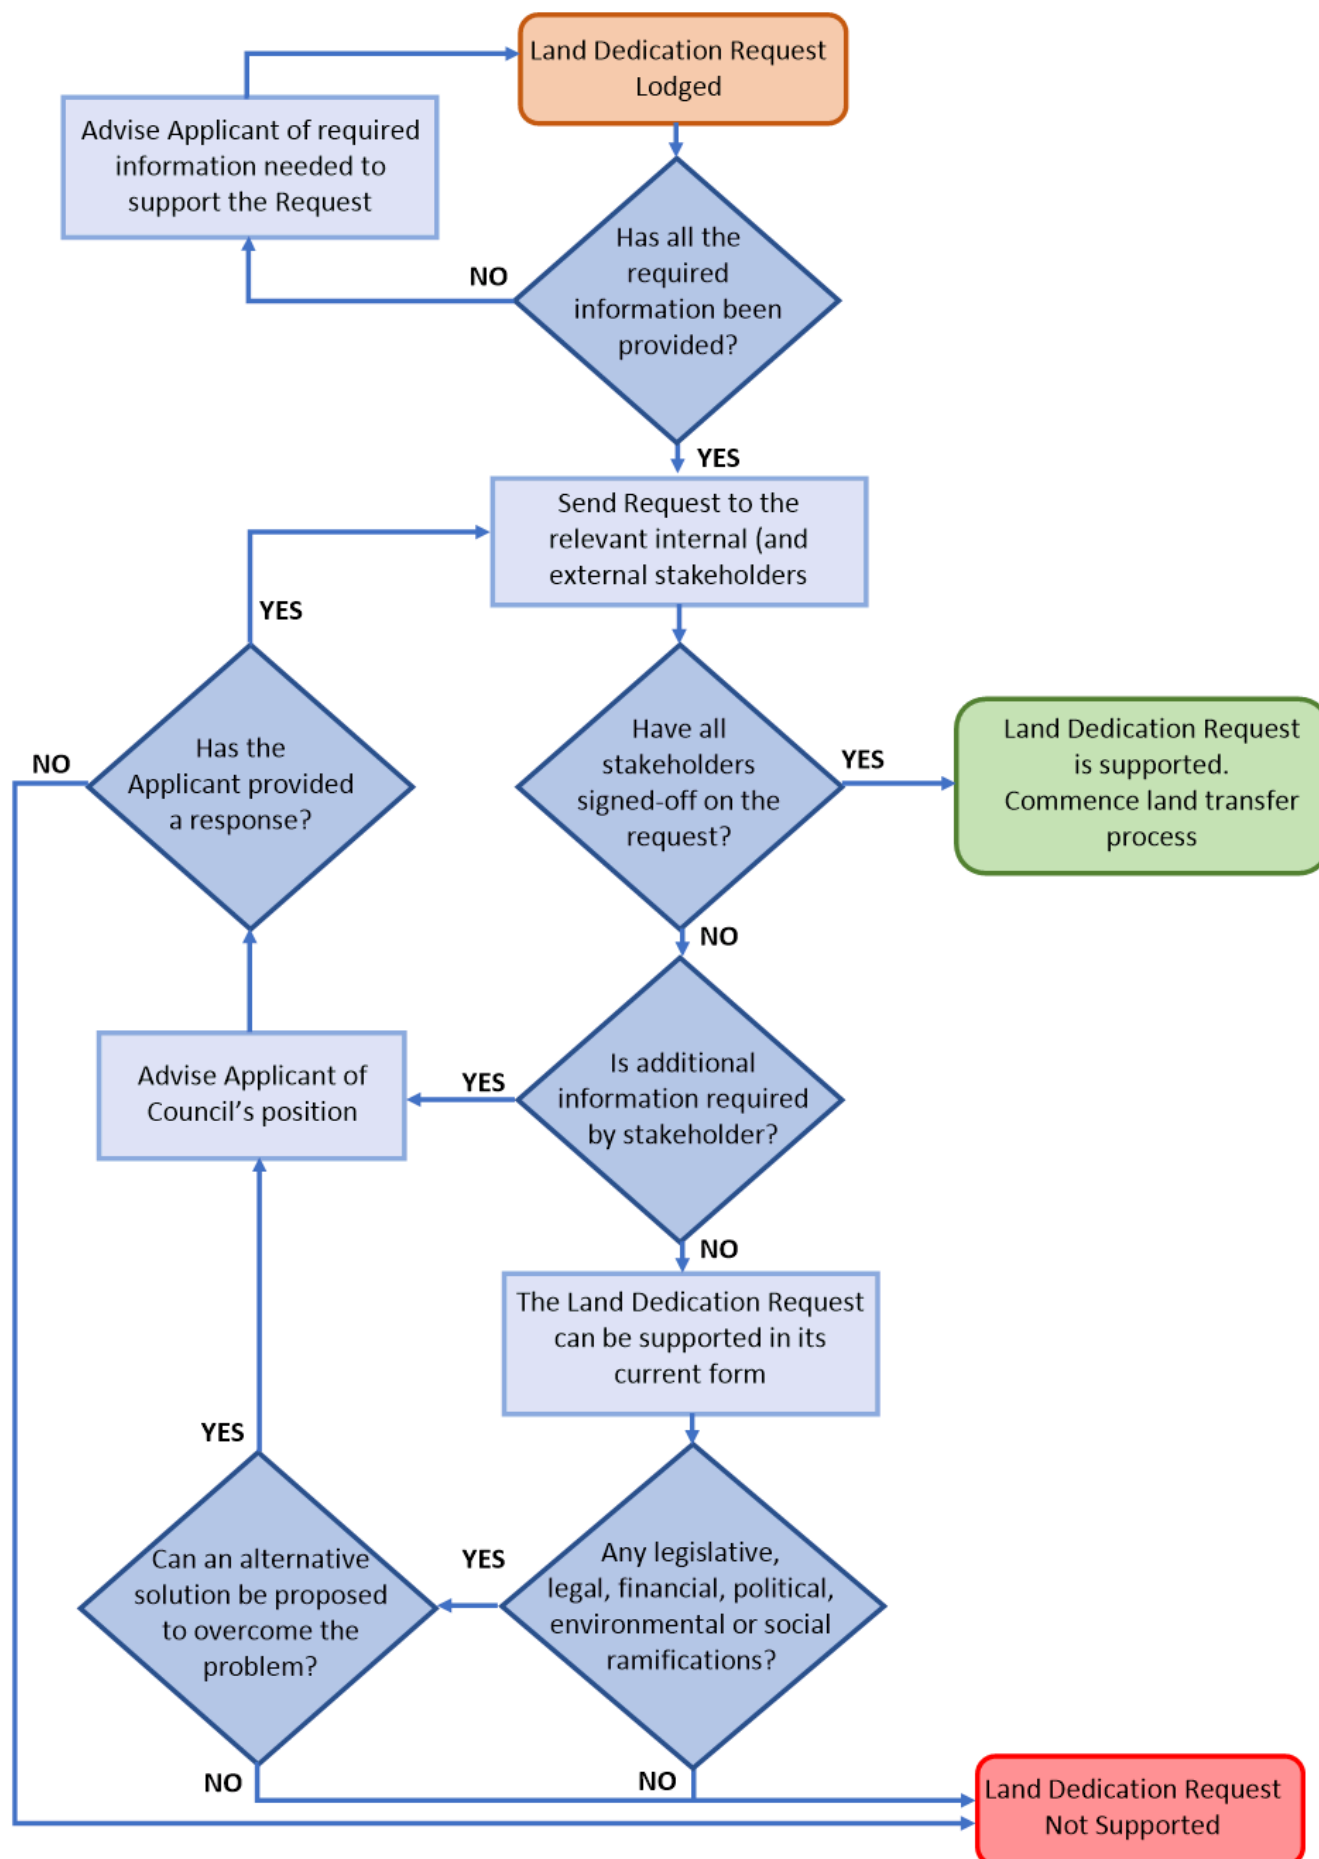 Land Dedication Request
Lodged
Advise Applicant of required
information needed to
support the Request
Has all the
required
information been
provided?
NO
YES
Send Request to the
relevant internal (and
external stakeholders
YES
Has the
Applicant provided
a response?
NO
Have all
stakeholders
signed-off on the
request?
YES
Land Dedication Request
is supported.
Commence land transfer
process
NO
Is additional
information required
by stakeholder?
YES
Advise Applicant of
Council’s position
NO
The Land Dedication Request
can be supported in its
current form
YES
Can an alternative
solution be proposed
to overcome the
problem?
YES
Any legislative,
legal, financial, political,
environmental or social
ramifications?
NO
NO
Land Dedication Request
Not Supported